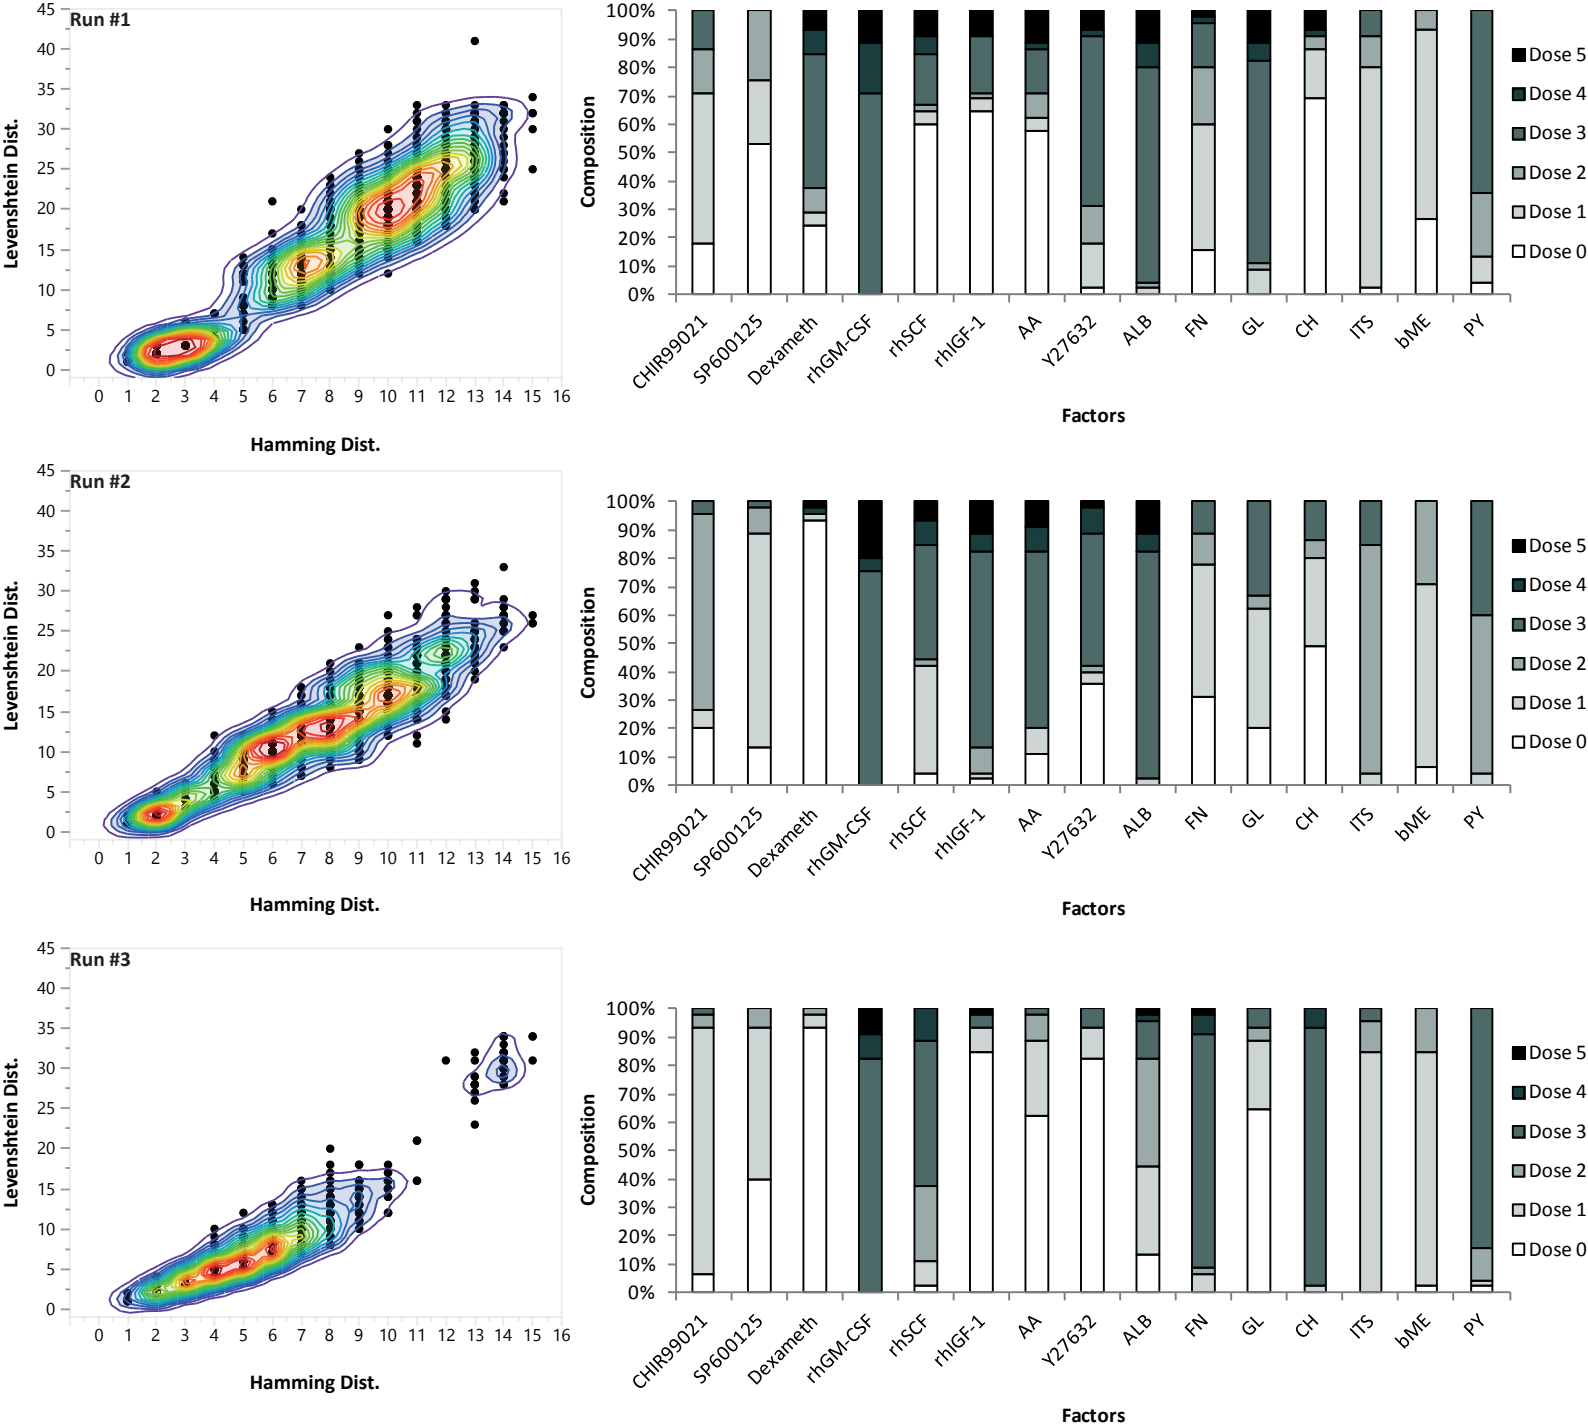 Run #1
45
40
35
30
25
20
15
10
5
0
Levenshtein Dist.
0 1 2 3 4 5 6 7 8 9 10 11 12 13 14 15 16
Hamming Dist.
100%
90%
80%
70%
60%
50%
40%
30%
20%
10%
0%
Composition
CHIR99021 SP600125 Dexameth rhGM-CSF rhSCF rhIGF-1 AA Y27632 ALB FN GL CH ITS bME PY
Factors
Dose 5
Dose 4
Dose 3
Dose 2
Dose 1
Dose 0
Run #2
45
40
35
30
25
20
15
10
5
0
Levenshtein Dist.
0 1 2 3 4 5 6 7 8 9 10 11 12 13 14 15 16
Hamming Dist.
100%
90%
80%
70%
60%
50%
40%
30%
20%
10%
0%
Composition
CHIR99021 SP600125 Dexameth rhGM-CSF rhSCF rhIGF-1 AA Y27632 ALB FN GL CH ITS bME PY
Factors
Dose 5
Dose 4
Dose 3
Dose 2
Dose 1
Dose 0
Run #3
45
40
35
30
25
20
15
10
5
0
Levenshtein Dist.
0 1 2 3 4 5 6 7 8 9 10 11 12 13 14 15 16
Hamming Dist.
100%
90%
80%
70%
60%
50%
40%
30%
20%
10%
0%
Composition
CHIR99021 SP600125 Dexameth rhGM-CSF rhSCF rhIGF-1 AA Y27632 ALB FN GL CH ITS bME PY
Factors
Dose 5
Dose 4
Dose 3
Dose 2
Dose 1
Dose 0